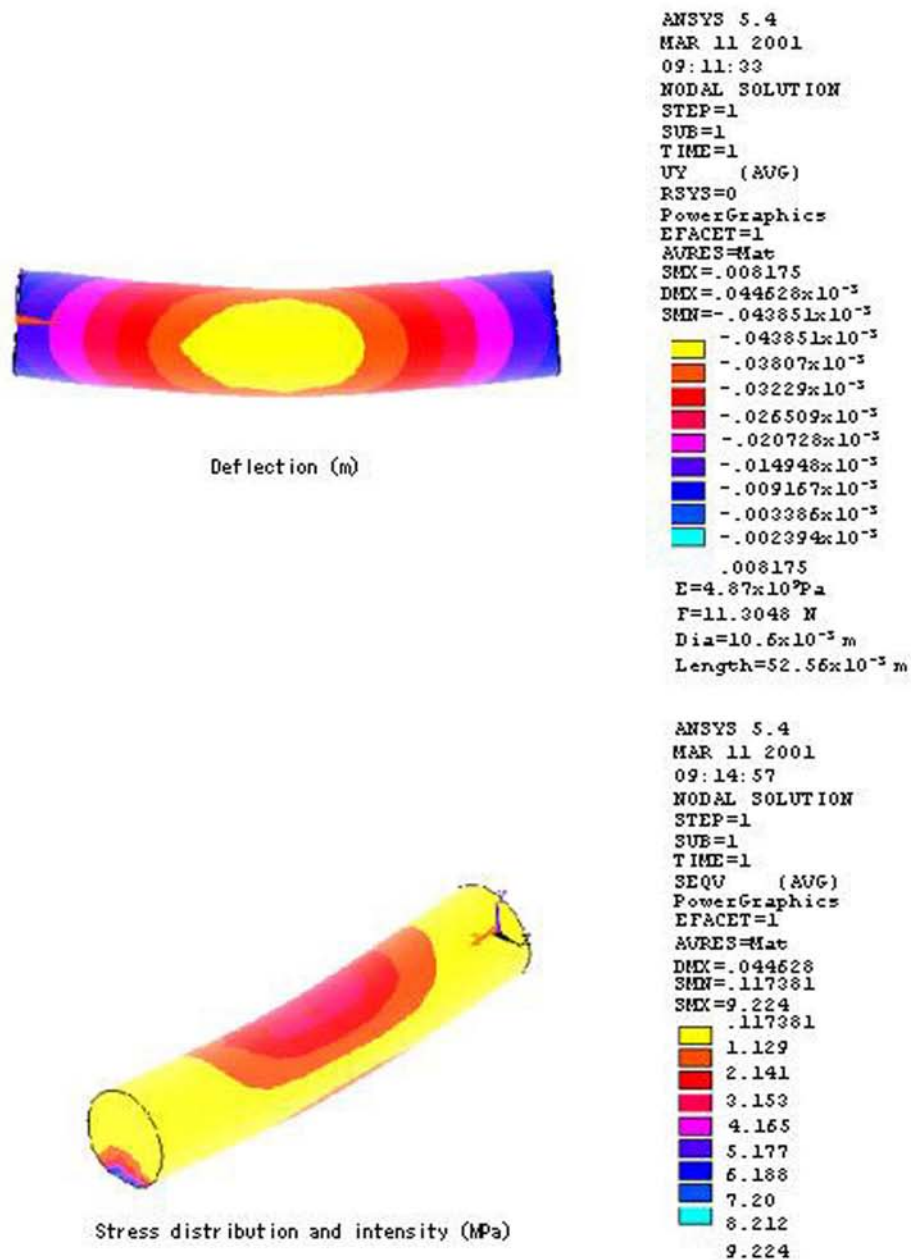 ANSYS 5.4
MAR 11 2001
09:11:33
NODAL SOLUTION
STEP=1
SUB=1
TIME=1
UY (AVG)
RSYS=0
PowerGraphics
EFACET=1
AVRES=Mat
SMX=.008175
DMX=.044628x10⁻³
SMN=-.043851x10⁻³
-.043851x10⁻³
-.03807x10⁻³
-.03229x10⁻³
-.026509x10⁻³
-.020728x10⁻³
-.014948x10⁻³
-.009167x10⁻³
-.003386x10⁻³
-.002394x10⁻³
.008175
E=4.87x10⁹Pa
F=11.3048 N
Dia=10.6x10⁻³ m
Length=52.56x10⁻³ m
Deflection (m)
ANSYS 5.4
MAR 11 2001
09:14:57
NODAL SOLUTION
STEP=1
SUB=1
TIME=1
SEQV (AVG)
PowerGraphics
EFACET=1
AVRES=Mat
DMX=.044628
SMN=.117381
SMX=9.224
.117381
1.129
2.141
3.153
4.165
5.177
6.188
7.20
8.212
9.224
Stress distribution and intensity (MPa)